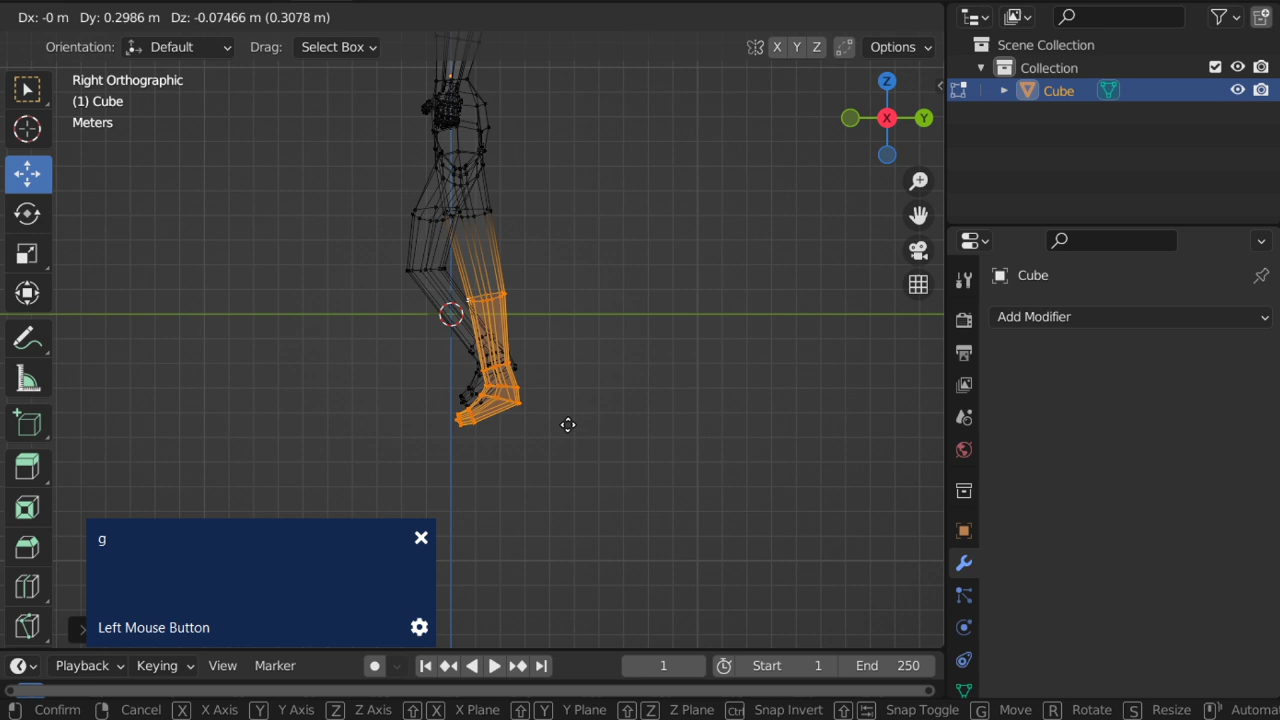 Dx: -0 m   Dy: 0.2986 m   Dz: -0.07466 m (0.3078 m)
Orientation: Default Drag: Select Box X Y Z Options
Right Orthographic
(1) Cube
Meters
Z
X
Y
Scene Collection
Collection
Cube
Cube
Add Modifier
g
Left Mouse Button
Playback Keying View Marker 1 Start 1 End 250
Confirm Cancel X X Axis Y Y Axis Z Z Axis X X Plane Y Y Plane Z Z Plane Ctrl Snap Invert Snap Toggle G Move R Rotate S Resize Automa